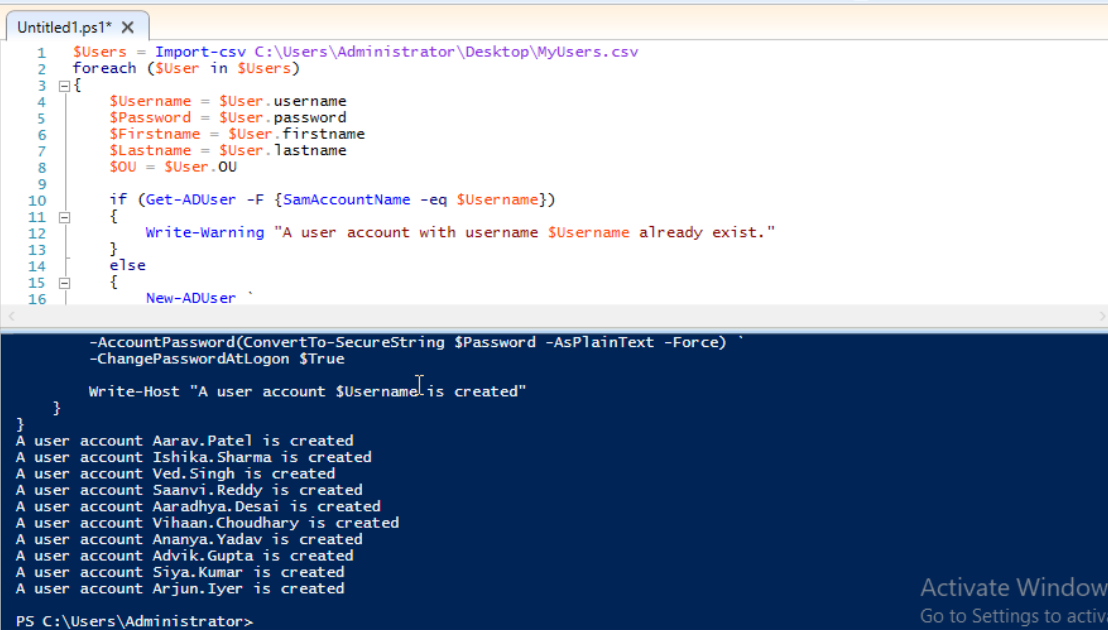 Untitled1.ps1* X
1 $Users = Import-csv C:\Users\Administrator\Desktop\MyUsers.csv
2 foreach ($User in $Users)
3 {
4 $Username = $User.username
5 $Password = $User.password
6 $Firstname = $User.firstname
7 $Lastname = $User.lastname
8 $OU = $User.OU
9
10 if (Get-ADUser -F {SamAccountName -eq $Username})
11 {
12 Write-Warning "A user account with username $Username already exist."
13 }
14 else
15 {
16 New-ADUser `
-AccountPassword(ConvertTo-SecureString $Password -AsPlainText -Force) `
-ChangePasswordAtLogon $True
Write-Host "A user account $Username is created"
}
}
A user account Aarav.Patel is created
A user account Ishika.Sharma is created
A user account Ved.Singh is created
A user account Saanvi.Reddy is created
A user account Aaradhya.Desai is created
A user account Vihaan.Choudhary is created
A user account Ananya.Yadav is created
A user account Advik.Gupta is created
A user account Siya.Kumar is created
A user account Arjun.Iyer is created
PS C:\Users\Administrator>
Activate Window
Go to Settings to activa